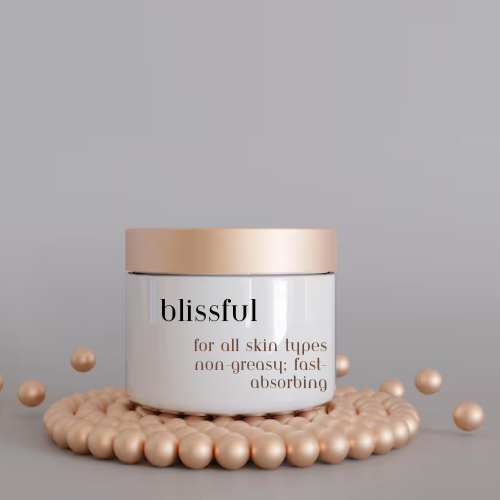 blissful
for all skin types
non-greasy: fast-
absorbing